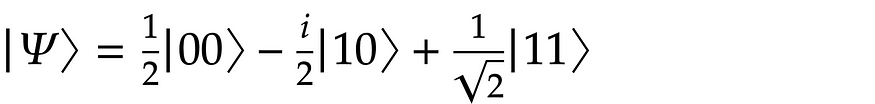 |Ψ⟩ = 1/2|00⟩ − i/2|10⟩ + 1/√2|11⟩